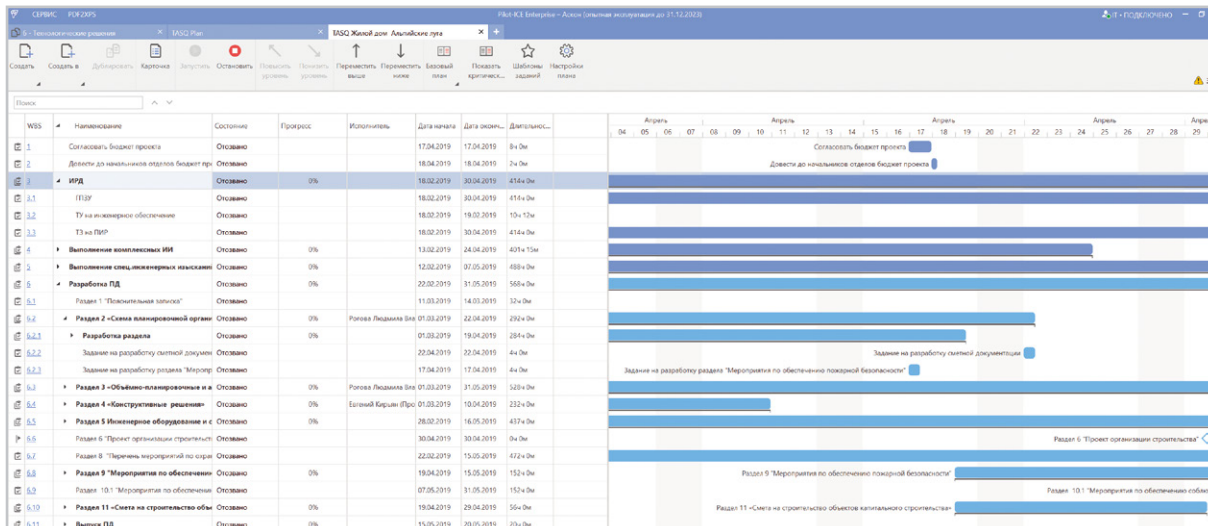 СЕРВИС PDF2XPS Pilot-ICE Enterprise – Аскон (опытная эксплуатация до 31.12.2023) IT • ПОДКЛЮЧЕНО
6 - Технологические решения TASQ Plan TASQ Жилой дом Альпийские луга
Создать Создать в Дублировать Карточка Запустить Остановить Повысить уровень Понизить уровень Переместить выше Переместить ниже Базовый план Показать критическ... Шаблоны заданий Настройки плана
Поиск
WBS Наименование Состояние Прогресс Исполнитель Дата начала Дата оконч... Длительнос...
Апрель Апрель Апрель Апрель Апре
04 05 06 07 08 09 10 11 12 13 14 15 16 17 18 19 20 21 22 23 24 25 26 27 28 29
1 Согласовать бюджет проекта Отозвано 17.04.2019 17.04.2019 8ч 0м Согласовать бюджет проекта
2 Довести до начальников отделов бюджет пр Отозвано 18.04.2019 18.04.2019 2ч 0м Довести до начальников отделов бюджет проекта
3 ИРД Отозвано 0% 18.02.2019 30.04.2019 414ч 0м
3.1 ГПЗУ Отозвано 18.02.2019 30.04.2019 414ч 0м
3.2 ТУ на инженерное обеспечение Отозвано 18.02.2019 19.02.2019 10ч 12м
3.3 ТЗ на ПИР Отозвано 18.02.2019 30.04.2019 414ч 0м
4 Выполнение комплексных ИИ Отозвано 0% 13.02.2019 24.04.2019 401ч 15м
5 Выполнение спец.инженерных изыскани Отозвано 0% 12.02.2019 07.05.2019 488ч 0м
6 Разработка ПД Отозвано 0% 22.02.2019 31.05.2019 568ч 0м
6.1 Раздел 1 "Пояснительная записка" Отозвано 11.03.2019 14.03.2019 32ч 0м
6.2 Раздел 2 «Схема планировочной органи Отозвано 0% Рогова Людмила Вла 01.03.2019 22.04.2019 292ч 0м
6.2.1 Разработка раздела Отозвано 0% 01.03.2019 19.04.2019 284ч 0м
6.2.2 Задание на разработку сметной докумен Отозвано 22.04.2019 22.04.2019 4ч 0м Задание на разработку сметной документации
6.2.3 Задание на разработку раздела "Меропр Отозвано 17.04.2019 17.04.2019 4ч 0м Задание на разработку раздела "Мероприятия по обеспечению пожарной безопасности"
6.3 Раздел 3 «Объёмно-планировочные и а Отозвано 0% Рогова Людмила Вла 01.03.2019 31.05.2019 528ч 0м
6.4 Раздел 4 «Конструктивные решения» Отозвано 0% Евгений Кирьян (Про 01.03.2019 10.04.2019 232ч 0м
6.5 Раздел 5 Инженерное оборудование и с Отозвано 0% 28.02.2019 16.05.2019 437ч 0м
6.6 Раздел 6 "Проект организации строительст Отозвано 30.04.2019 30.04.2019 0ч 0м Раздел 6 "Проект организации строительства"
6.7 Раздел 8 "Перечень мероприятий по охра Отозвано 22.02.2019 15.05.2019 472ч 0м
6.8 Раздел 9 "Мероприятия по обеспечени Отозвано 0% 19.04.2019 15.05.2019 152ч 0м Раздел 9 "Мероприятия по обеспечению пожарной безопасности"
6.9 Раздел 10.1 "Мероприятия по обеспечени Отозвано 07.05.2019 31.05.2019 152ч 0м Раздел 10.1 "Мероприятия по обеспечению соблю
6.10 Раздел 11 «Смета на строительство объе Отозвано 0% 19.04.2019 29.04.2019 56ч 0м Раздел 11 «Смета на строительство объектов капитального строительства»
6.11 Выпуск ПД Отозвано 0% 15.05.2019 20.05.2019 20ч 0м